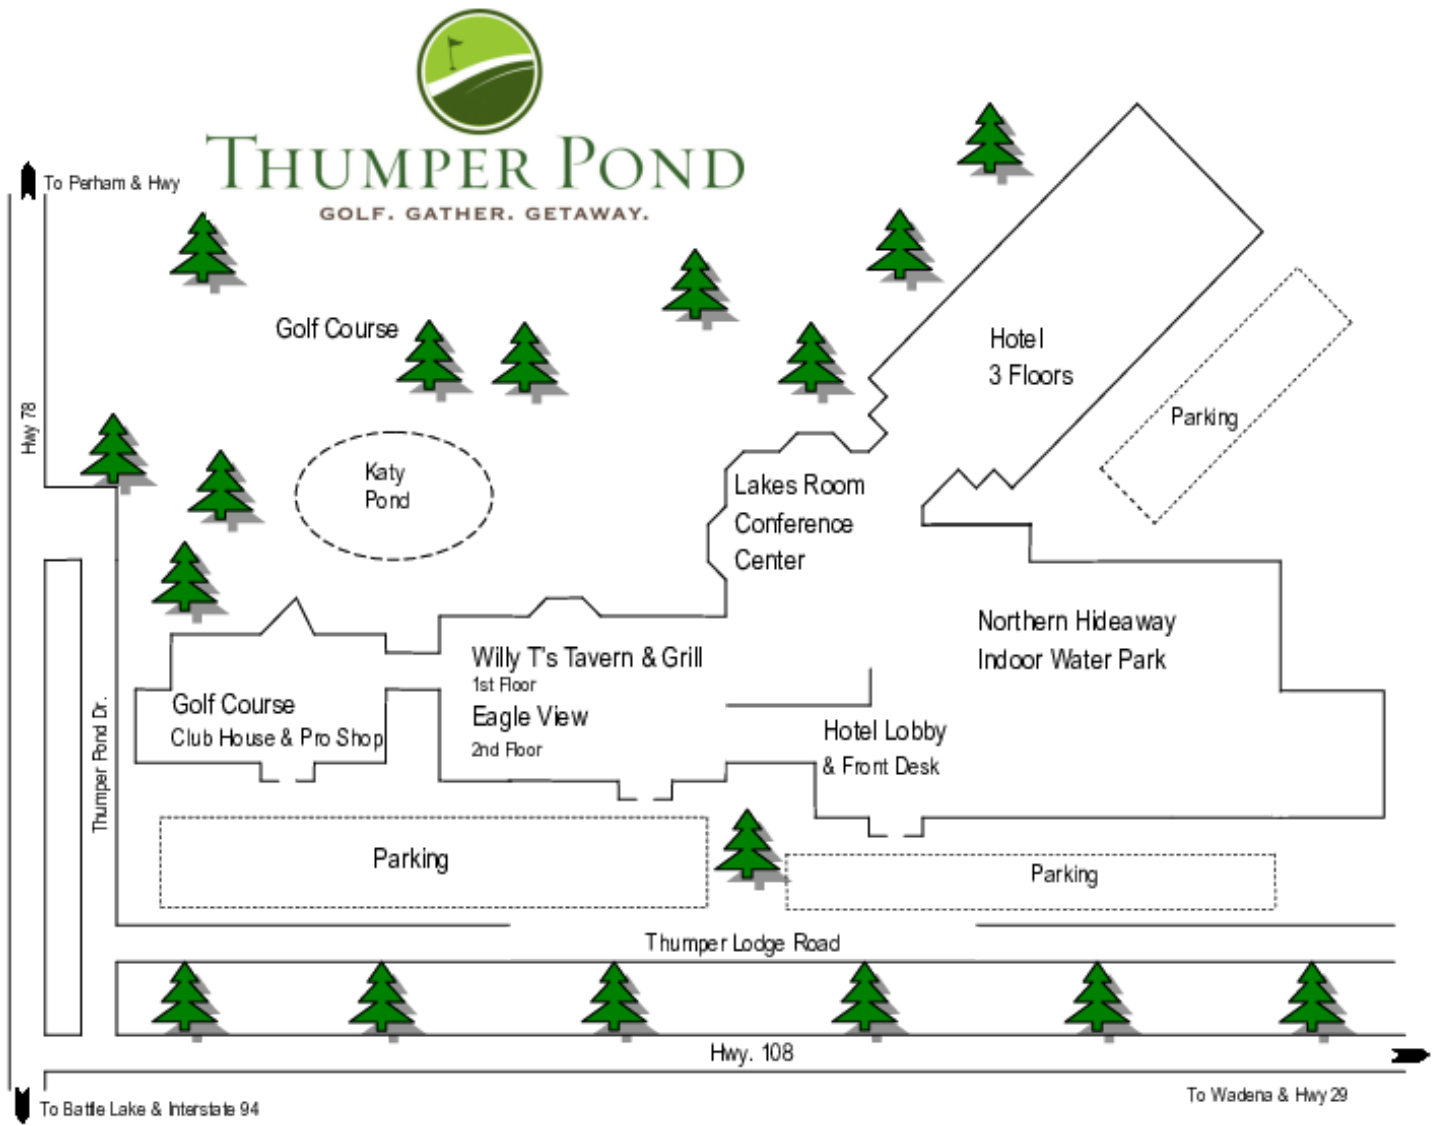 THUMPER POND
GOLF. GATHER. GETAWAY.
To Perham & Hwy
Golf Course
Hotel
3 Floors
Parking
Hwy 78
Katy
Pond
Lakes Room
Conference
Center
Northern Hideaway
Indoor Water Park
Willy T's Tavern & Grill
1st Floor
Eagle View
2nd Floor
Golf Course
Club House & Pro Shop
Hotel Lobby
& Front Desk
Thumper Pond Dr.
Parking
Parking
Thumper Lodge Road
Hwy. 108
To Wadena & Hwy 29
To Battle Lake & Interstate 94